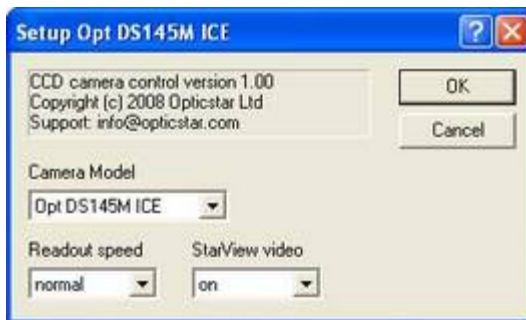 Setup Opt DS145M ICE
CCD camera control version 1.00
Copyright (c) 2008 Opticstar Ltd
Support: info@opticstar.com
OK
Cancel
Camera Model
Opt DS145M ICE
Readout speed
StarView video
normal
on